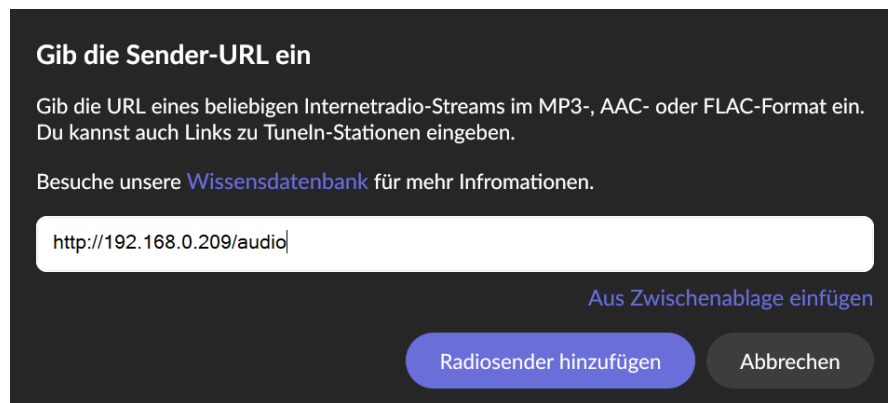 Gib die Sender-URL ein
Gib die URL eines beliebigen Internetradio-Streams im MP3-, AAC- oder FLAC-Format ein.
Du kannst auch Links zu TuneIn-Stationen eingeben.
Besuche unsere Wissensdatenbank für mehr Infromationen.
http://192.168.0.209/audio
Aus Zwischenablage einfügen
Radiosender hinzufügen
Abbrechen